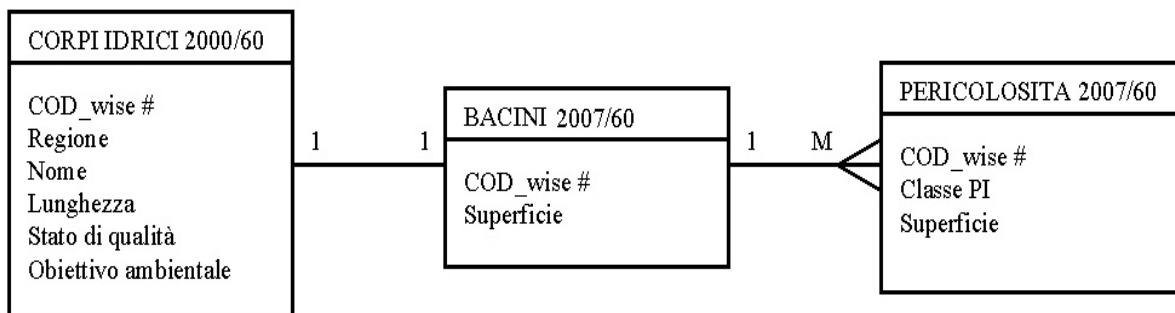 CORPI IDRICI 2000/60
COD_wise #
Regione
Nome
Lunghezza
Stato di qualità
Obiettivo ambientale
1
1
BACINI 2007/60
COD_wise #
Superficie
1
M
PERICOLOSITA 2007/60
COD_wise #
Classe PI
Superficie